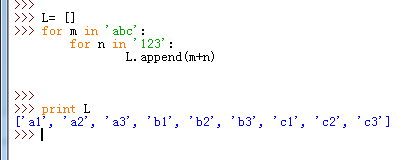 >>>
>>> L= []
>>> for m in 'abc':
        for n in '123':
                L.append(m+n)
>>>
>>> print L
['a1', 'a2', 'a3', 'b1', 'b2', 'b3', 'c1', 'c2', 'c3']
>>>